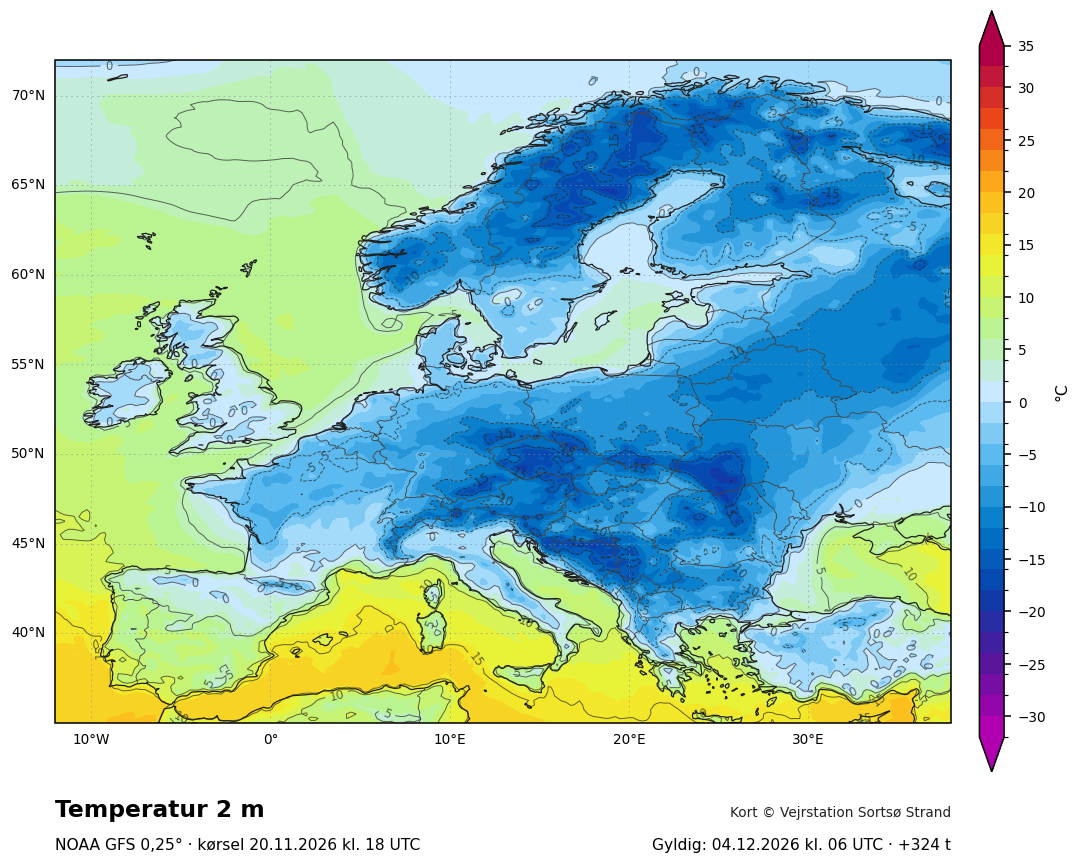 70°N
65°N
60°N
55°N
50°N
45°N
40°N
10°W
0°
10°E
20°E
30°E
35
30
25
20
15
10
5
0
−5
−10
−15
−20
−25
−30
°C
Temperatur 2 m
Kort © Vejrstation Sortsø Strand
NOAA GFS 0,25° · kørsel 20.11.2026 kl. 18 UTC
Gyldig: 04.12.2026 kl. 06 UTC · +324 t